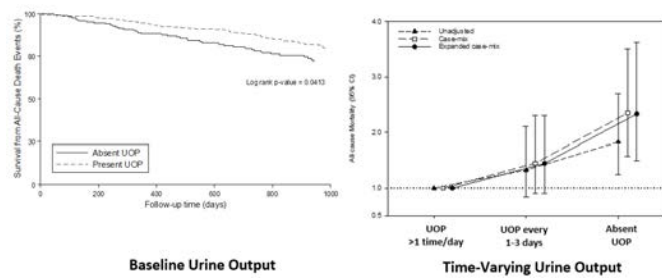 Survival from All-Cause Death Events (%)
100
80
50
20
0
Log rank p-value = 0.0413
Absent UOP
Present UOP
0
200
400
600
800
1000
Follow-up time (days)
Baseline Urine Output
All-cause Mortality (95% CI)
4.0
3.0
2.0
1.0
0.5
Unadjusted
Case-mix
Expanded case-mix
UOP
>1 time/day
UOP every
1-3 days
Absent
UOP
Time-Varying Urine Output